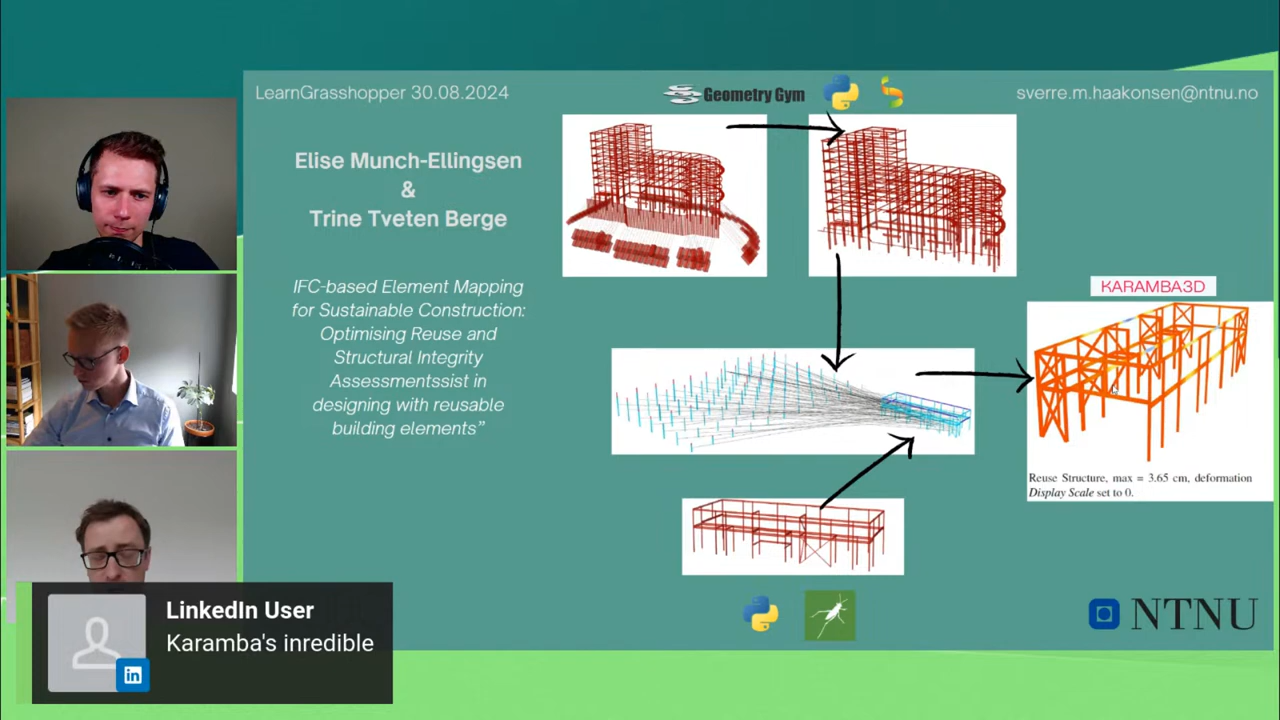 LearnGrasshopper 30.08.2024
Geometry Gym
sverre.m.haakonsen@ntnu.no
Elise Munch-Ellingsen
&
Trine Tveten Berge
IFC-based Element Mapping
for Sustainable Construction:
Optimising Reuse and
Structural Integrity
Assessmentssist in
designing with reusable
building elements”
KARAMBA3D
Reuse Structure, max = 3.65 cm, deformation
Display Scale set to 0.
NTNU
LinkedIn User
Karamba's inredible
in